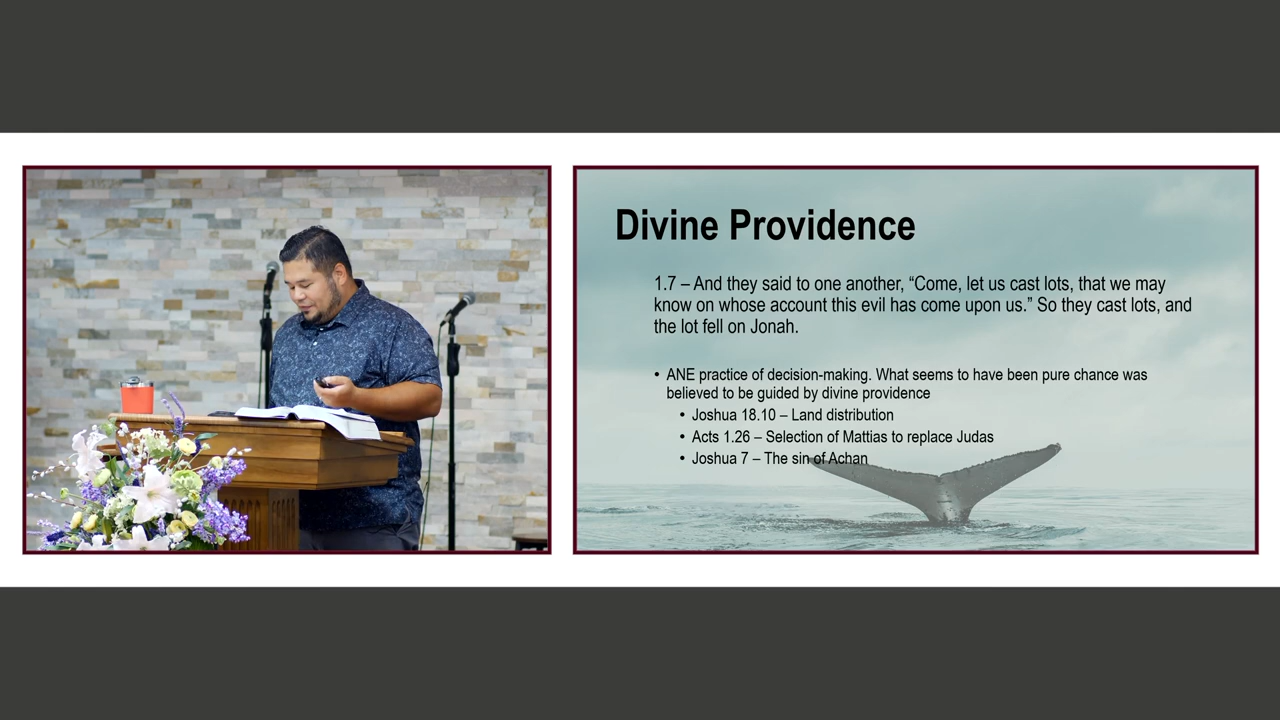 Divine Providence
1.7 – And they said to one another, “Come, let us cast lots, that we may
know on whose account this evil has come upon us.” So they cast lots, and
the lot fell on Jonah.
• ANE practice of decision-making. What seems to have been pure chance was
believed to be guided by divine providence
• Joshua 18.10 – Land distribution
• Acts 1.26 – Selection of Mattias to replace Judas
• Joshua 7 – The sin of Achan